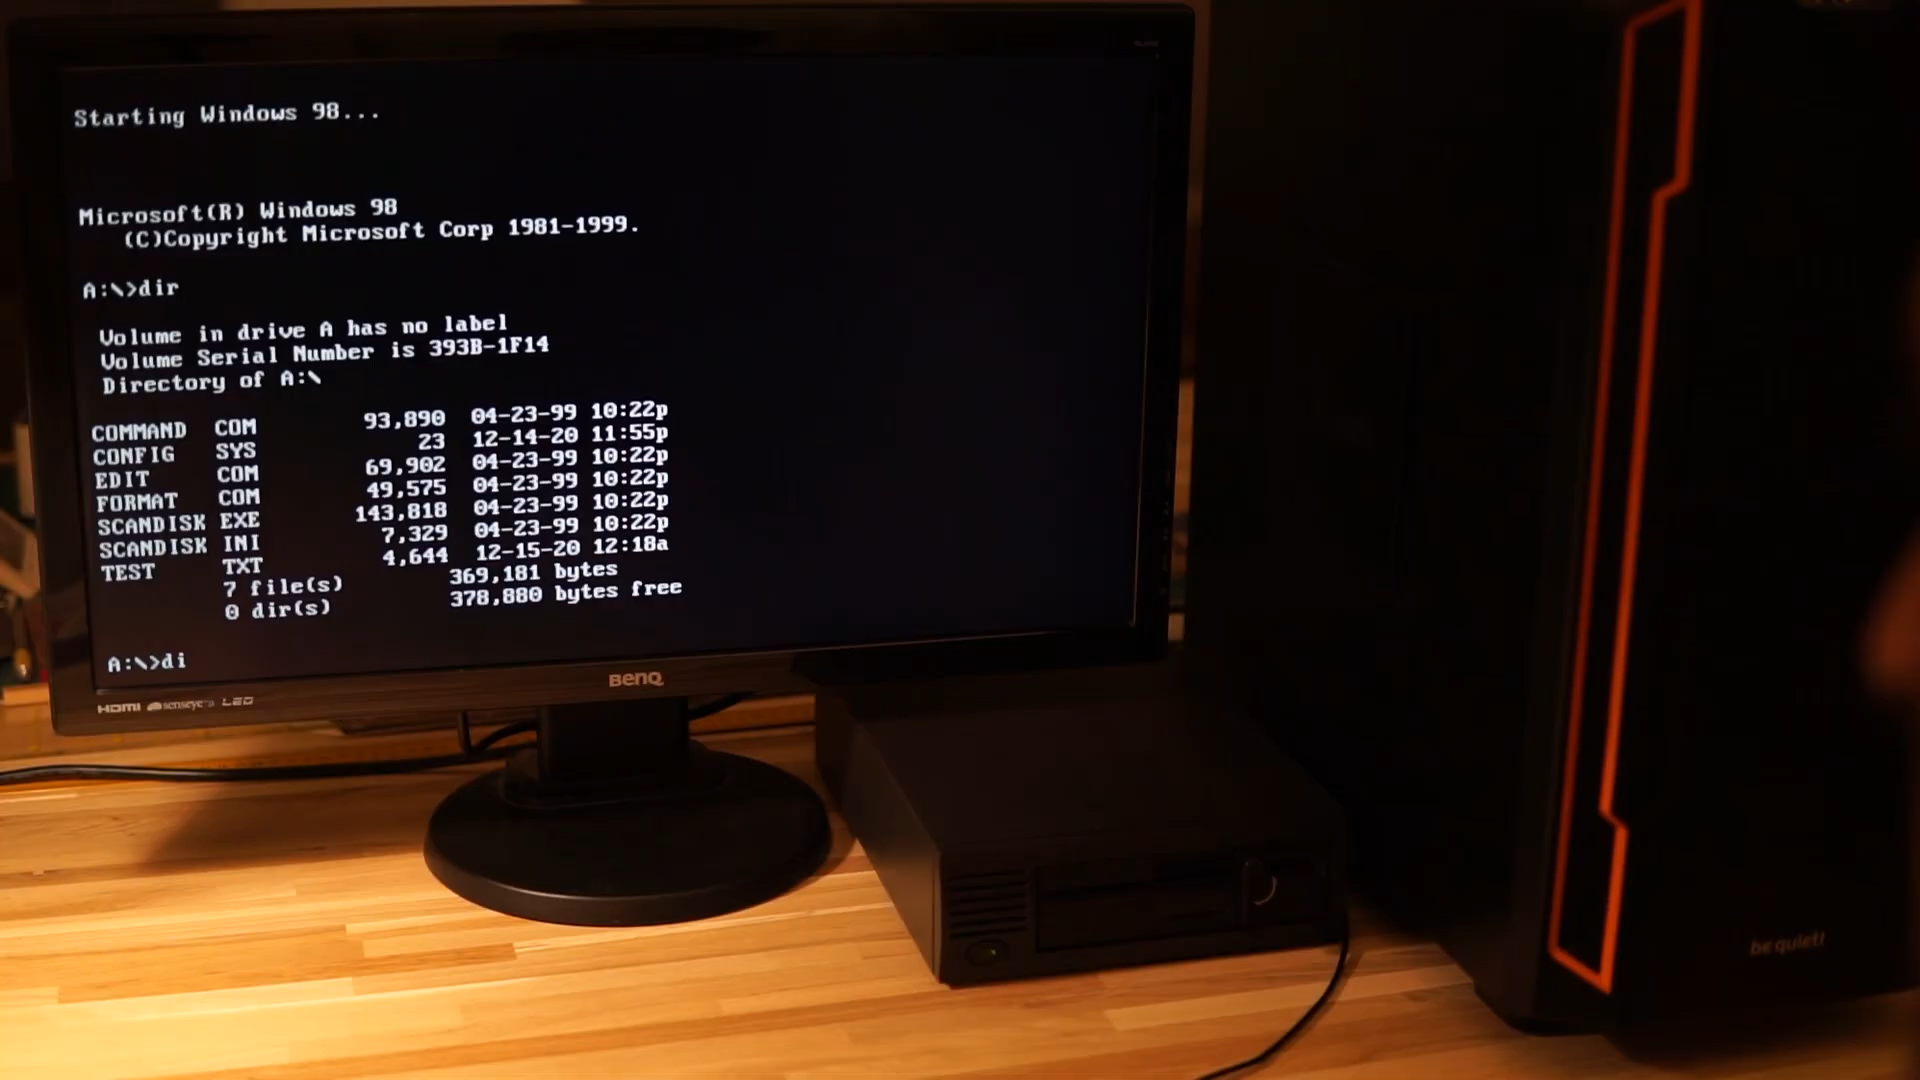 Starting Windows 98...
Microsoft(R) Windows 98
(C)Copyright Microsoft Corp 1981-1999.
A:\>dir
Volume in drive A has no label
Volume Serial Number is 393B-1F14
Directory of A:\
COMMAND COM 93,890 04-23-99 10:22p
CONFIG SYS 23 12-14-20 11:55p
EDIT COM 69,902 04-23-99 10:22p
FORMAT COM 49,575 04-23-99 10:22p
SCANDISK EXE 143,818 04-23-99 10:22p
SCANDISK INI 7,329 04-23-99 10:22p
TEST TXT 4,644 12-15-20 12:18a
7 file(s) 369,181 bytes
0 dir(s) 378,880 bytes free
A:\>di
BenQ
HDMI senseye LED
be quiet!